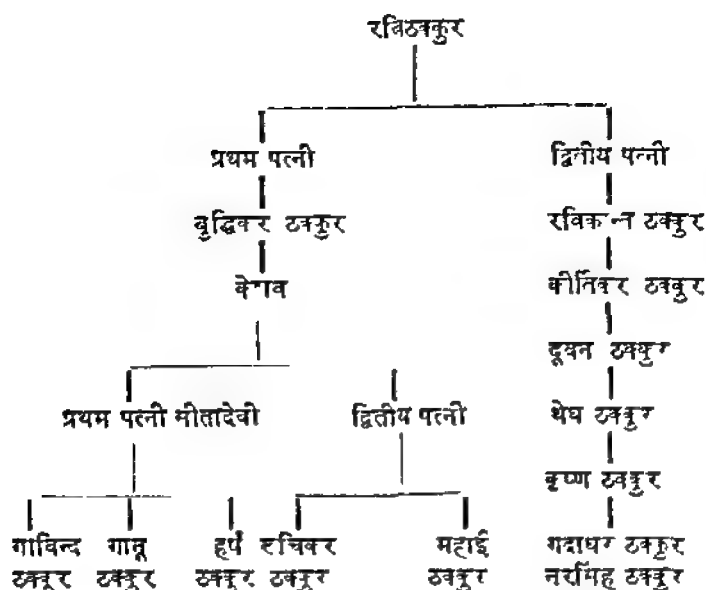 रविठक्कुर
प्रथम पत्नी द्वितीय पत्नी
बुद्धिकर ठक्कुर रविकान्त ठक्कुर
केशव कीर्तिकर ठक्कुर
दूबन ठक्कुर
प्रथम पत्नी सीतादेवी द्वितीय पत्नी थेघ ठक्कुर
कृष्ण ठक्कुर
गोविन्द गानू हर्ष रुचिकर महाई गदाधर ठक्कुर
ठक्कुर ठक्कुर ठक्कुर ठक्कुर ठक्कुर नरसिंह ठक्कुर